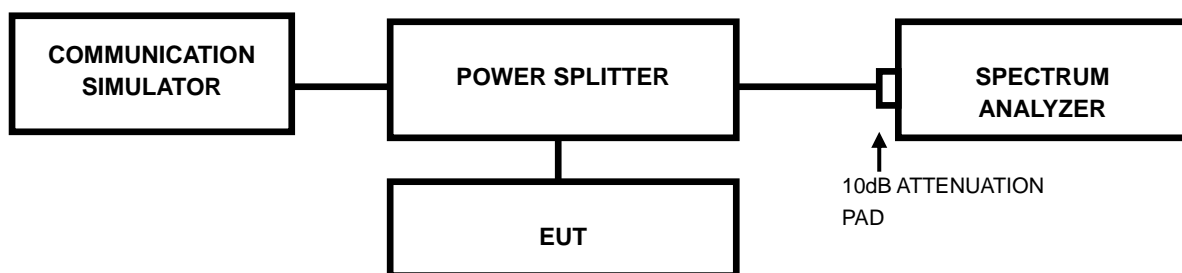 COMMUNICATION
SIMULATOR
POWER SPLITTER
SPECTRUM
ANALYZER
10dB ATTENUATION
PAD
EUT